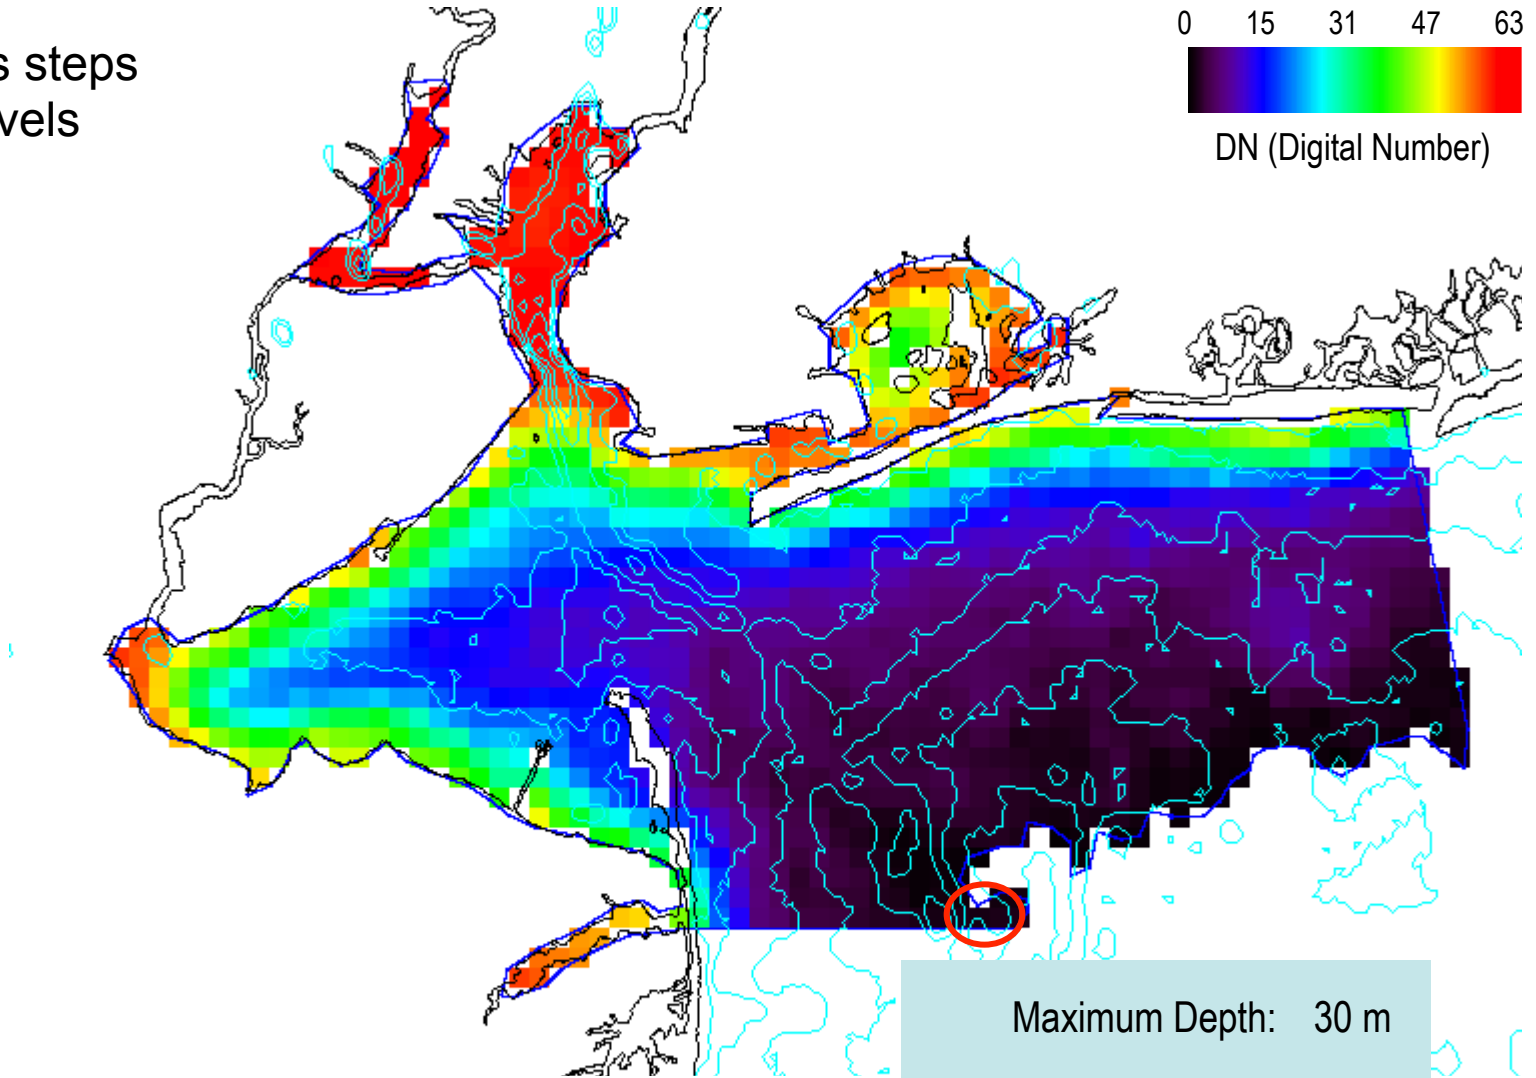 s steps
vels
0 15 31 47 63
DN (Digital Number)
Maximum Depth: 30 m